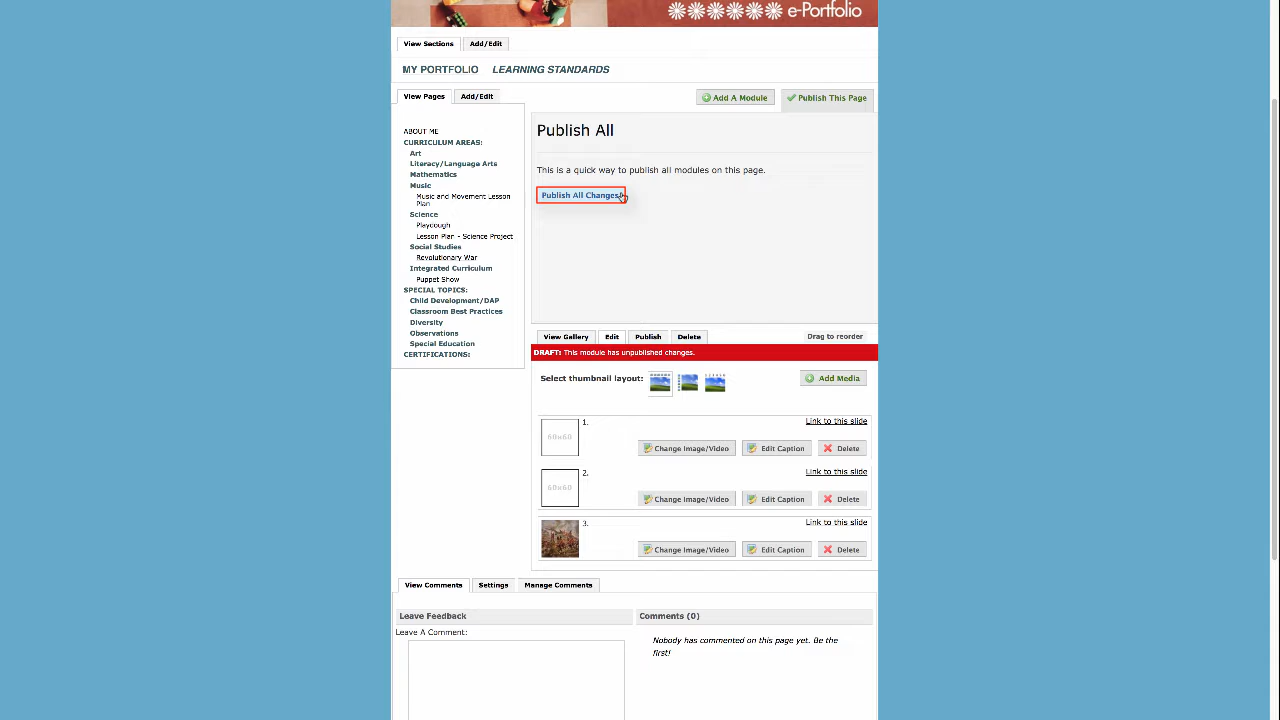 e-Portfolio
View Sections Add/Edit
MY PORTFOLIO LEARNING STANDARDS
View Pages Add/Edit
Add A Module Publish This Page
ABOUT ME
CURRICULUM AREAS:
Art
Literacy/Language Arts
Mathematics
Music
Music and Movement Lesson
Plan
Science
Playdough
Lesson Plan - Science Project
Social Studies
Revolutionary War
Integrated Curriculum
Puppet Show
SPECIAL TOPICS:
Child Development/DAP
Classroom Best Practices
Diversity
Observations
Special Education
CERTIFICATIONS:
Publish All
This is a quick way to publish all modules on this page.
Publish All Changes
View Gallery Edit Publish Delete Drag to reorder
DRAFT: This module has unpublished changes.
Select thumbnail layout: Add Media
1. Link to this slide
60x60
Change Image/Video Edit Caption Delete
2. Link to this slide
60x60
Change Image/Video Edit Caption Delete
3. Link to this slide
Change Image/Video Edit Caption Delete
View Comments Settings Manage Comments
Leave Feedback Comments (0)
Leave A Comment:
Nobody has commented on this page yet. Be the
first!